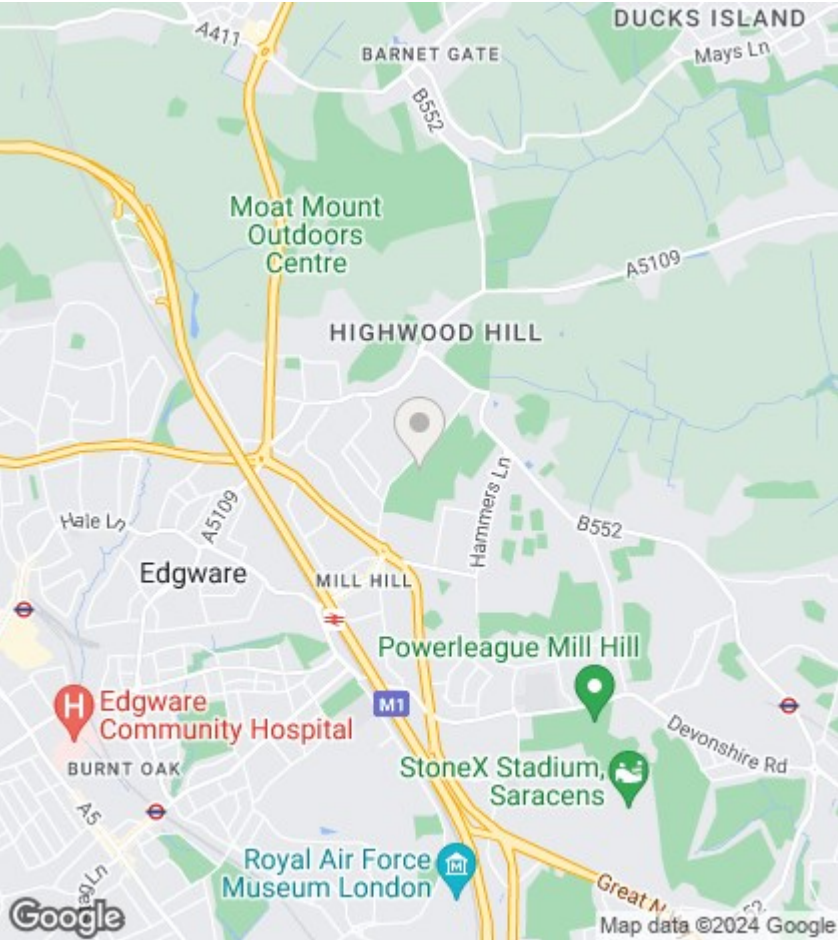 DUCKS ISLAND
A411
BARNET GATE
Mays Ln
B552
Moat Mount
Outdoors
Centre
A5109
HIGHWOOD HILL
Hale Ln
A5109
Hammers Ln
B552
Edgware
MILL HILL
Powerleague Mill Hill
M1
H
Edgware
Community Hospital
Devonshire Rd
BURNT OAK
StoneX Stadium,
Saracens
A5
Royal Air Force
Museum London
M
Great N
Google
Map data ©2024 Google